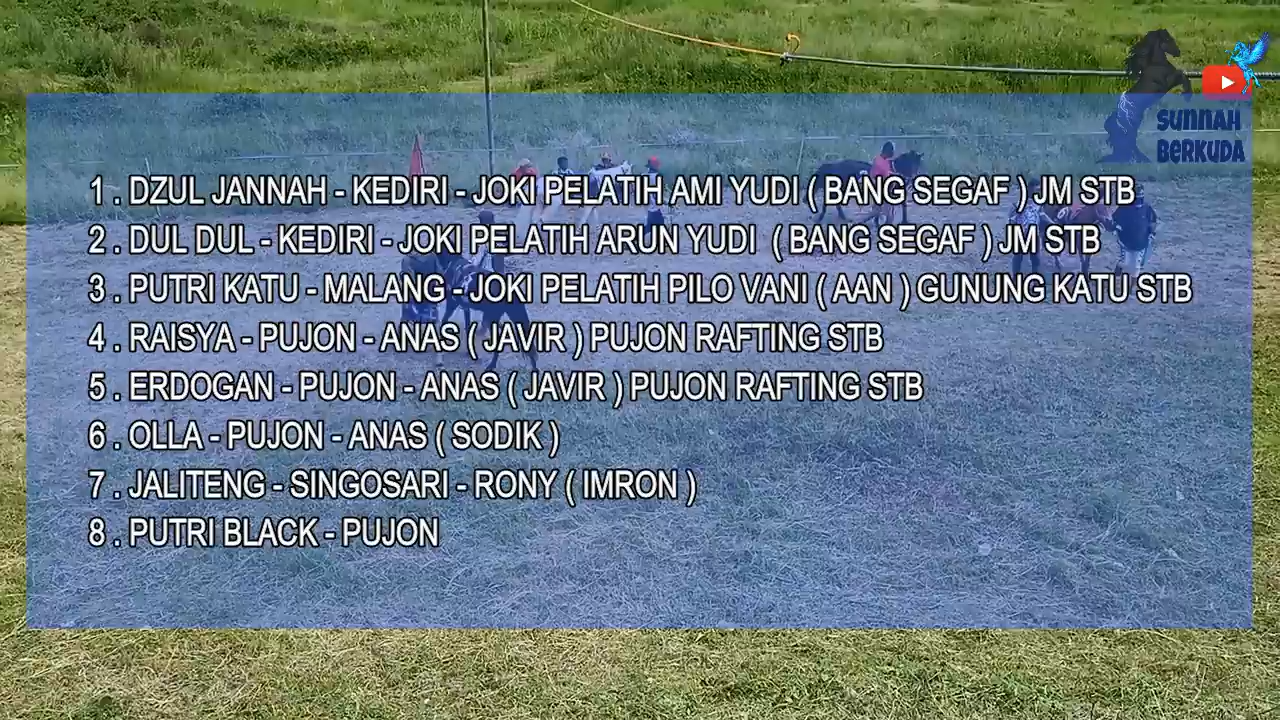 SUNNAH
BERKUDA
1 . DZUL JANNAH - KEDIRI - JOKI PELATIH AMI YUDI ( BANG SEGAF ) JM STB
2 . DUL DUL - KEDIRI - JOKI PELATIH ARUN YUDI ( BANG SEGAF ) JM STB
3 . PUTRI KATU - MALANG - JOKI PELATIH PILO VANI ( AAN ) GUNUNG KATU STB
4 . RAISYA - PUJON - ANAS ( JAVIR ) PUJON RAFTING STB
5 . ERDOGAN - PUJON - ANAS ( JAVIR ) PUJON RAFTING STB
6 . OLLA - PUJON - ANAS ( SODIK )
7 . JALITENG - SINGOSARI - RONY ( IMRON )
8 . PUTRI BLACK - PUJON